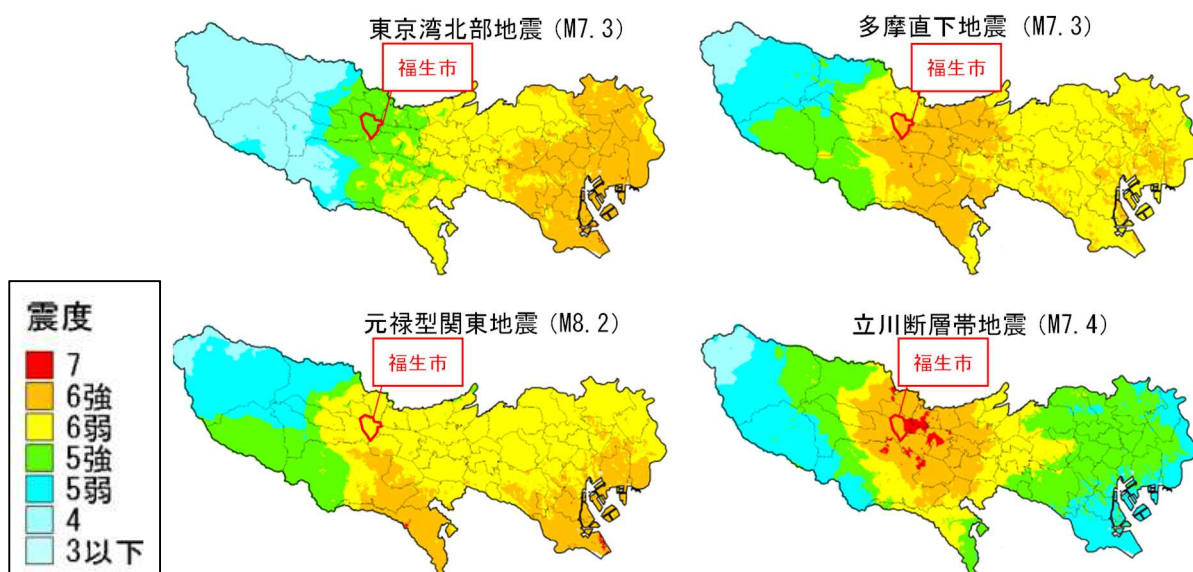 東京湾北部地震 (M7.3)
福生市
多摩直下地震 (M7.3)
福生市
元禄型関東地震 (M8.2)
福生市
立川断層帯地震 (M7.4)
福生市
震度
7
6強
6弱
5強
5弱
4
3以下